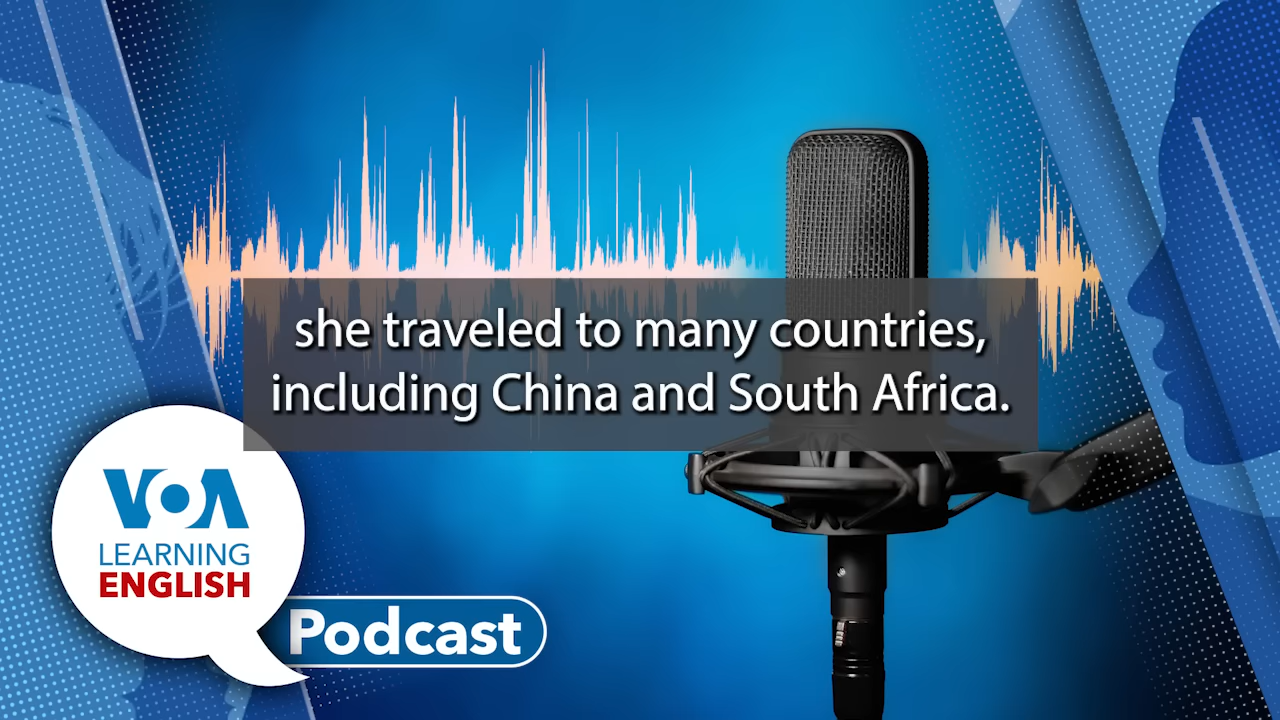 she traveled to many countries,
including China and South Africa.
VOA
LEARNING
ENGLISH
Podcast